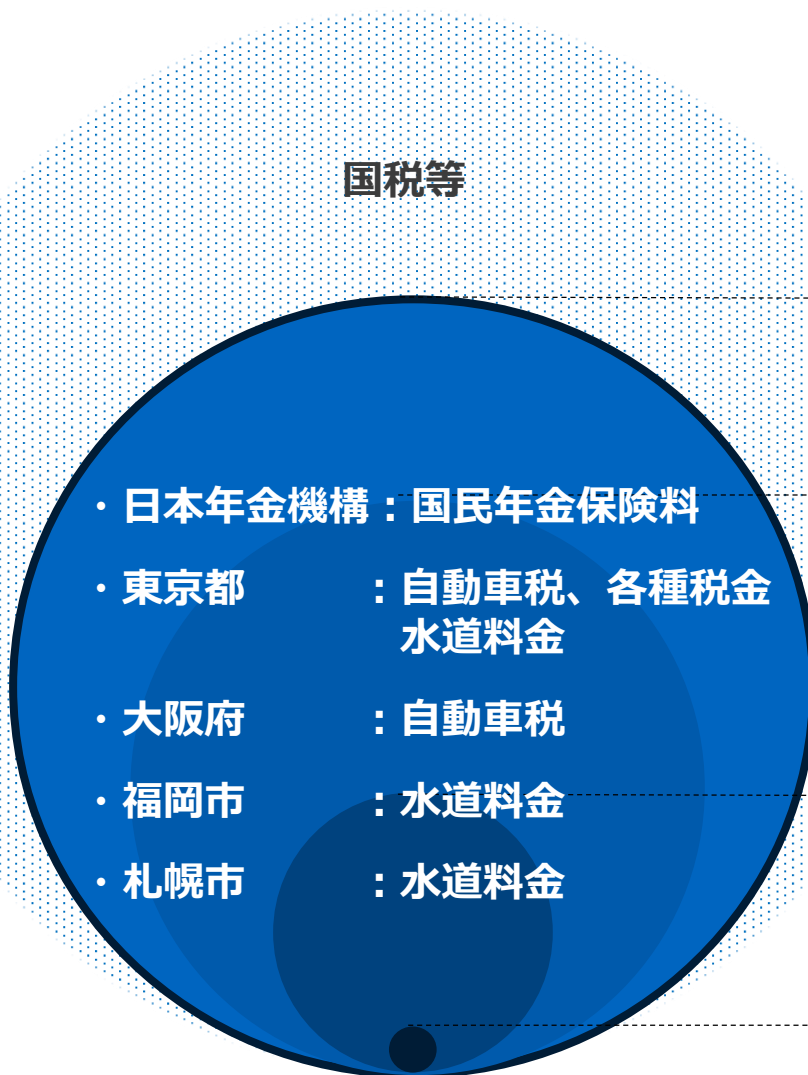 国税等
・日本年金機構：国民年金保険料
・東京都　　　：自動車税、各種税金
水道料金
・大阪府　　　：自動車税
・福岡市　　　：水道料金
・札幌市　　　：水道料金